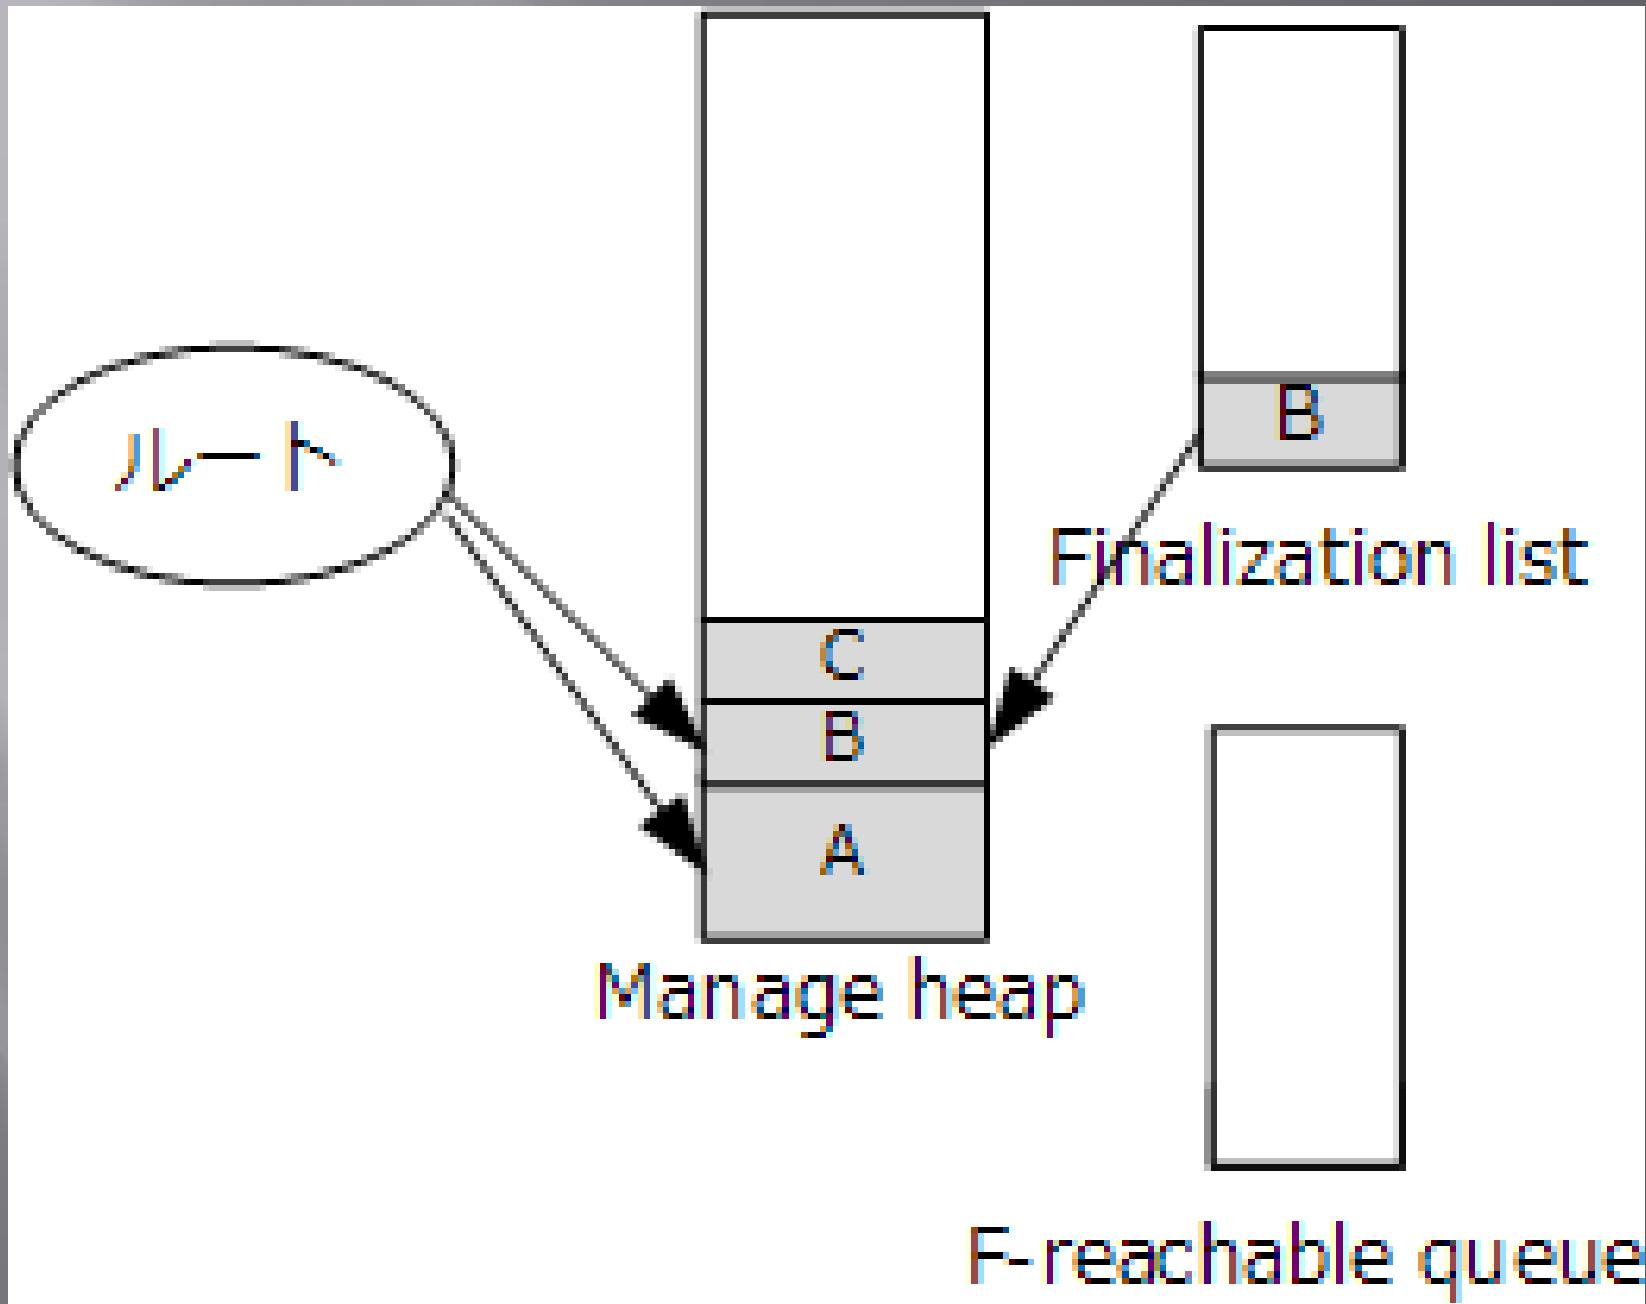 B
ルート
Finalization list
C
B
A
Manage heap
F-reachable queue